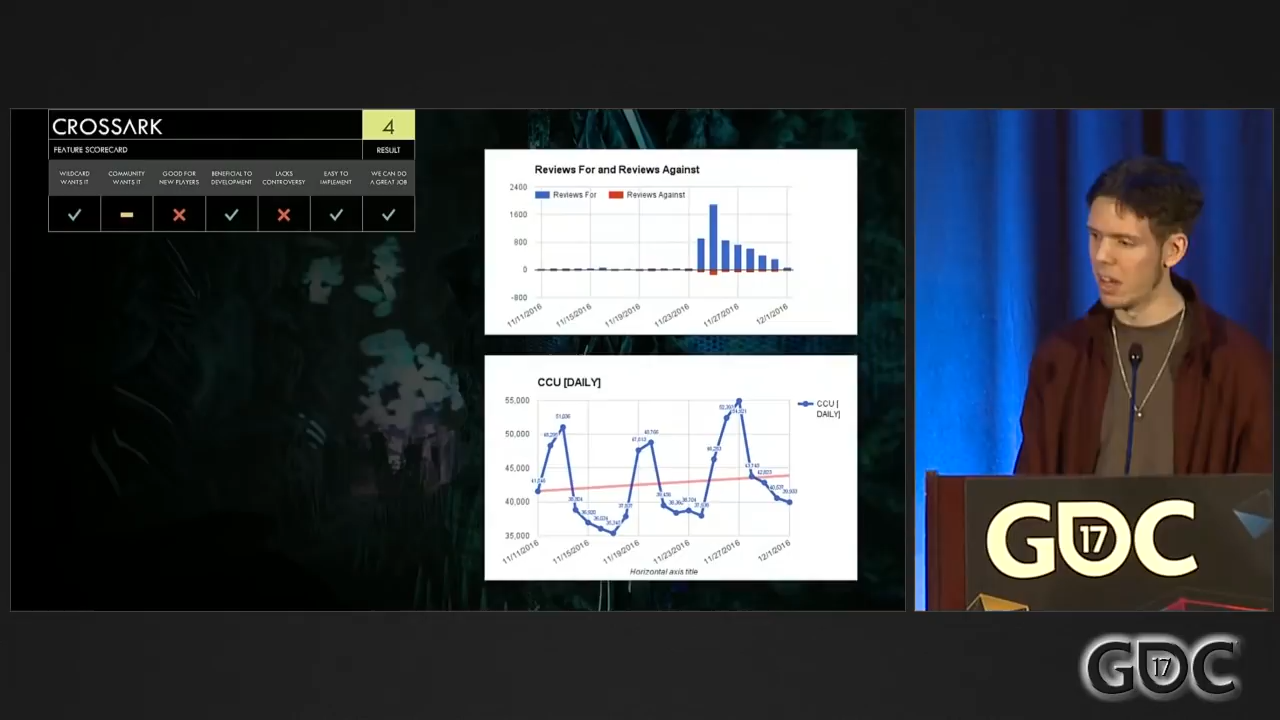 CROSSARK
4
FEATURE SCORECARD
RESULT
WILDCARD WANTS IT
COMMUNITY WANTS IT
GOOD FOR NEW PLAYERS
BENEFICIAL TO DEVELOPMENT
LACKS CONTROVERSY
EASY TO IMPLEMENT
WE CAN DO A GREAT JOB
Reviews For and Reviews Against
Reviews For
Reviews Against
2400
1600
800
0
-800
11/11/2016
11/15/2016
11/19/2016
11/23/2016
11/27/2016
12/1/2016
CCU [DAILY]
CCU [
DAILY]
55,000
50,000
45,000
40,000
35,000
11/11/2016
11/15/2016
11/19/2016
11/23/2016
11/27/2016
12/1/2016
Horizontal axis title
GDC
17
GDC
17